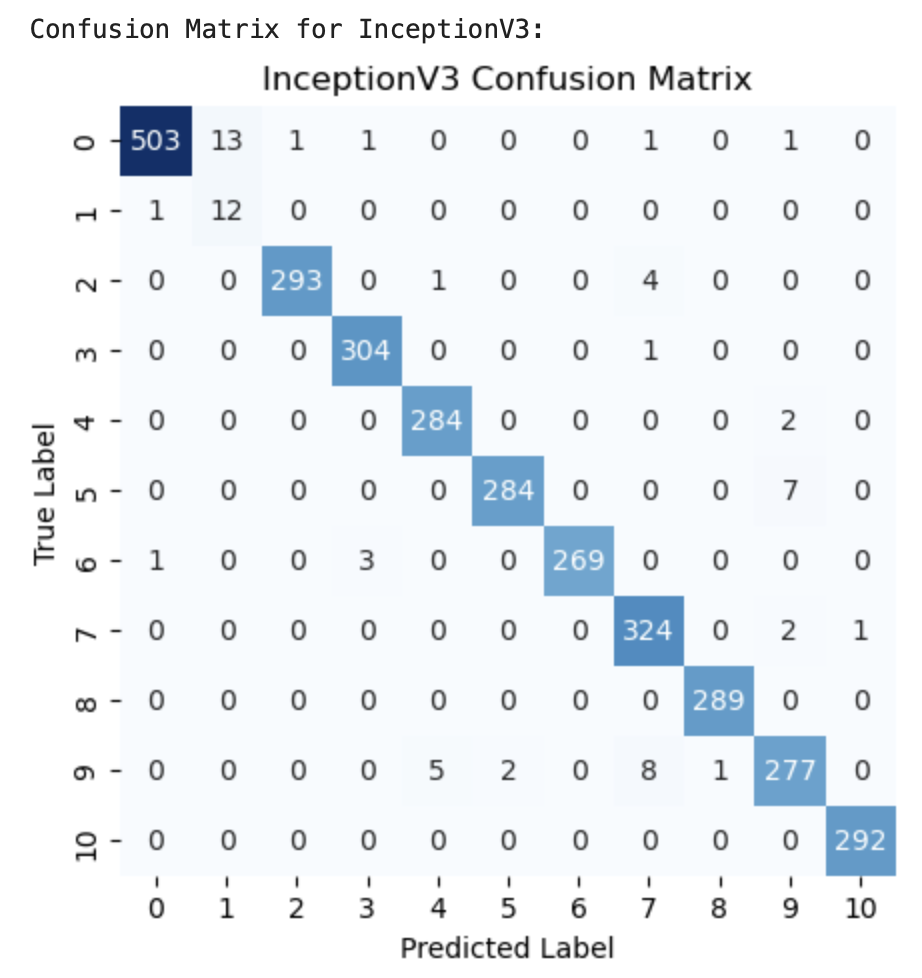 Confusion Matrix for InceptionV3:
InceptionV3 Confusion Matrix
0 503 13 1 1 0 0 0 1 0 1 0
1 1 12 0 0 0 0 0 0 0 0 0
2 0 0 293 0 1 0 0 4 0 0 0
3 0 0 0 304 0 0 0 1 0 0 0
4 0 0 0 0 284 0 0 0 0 2 0
5 0 0 0 0 0 284 0 0 0 7 0
6 1 0 0 3 0 0 269 0 0 0 0
7 0 0 0 0 0 0 0 324 0 2 1
8 0 0 0 0 0 0 0 0 289 0 0
9 0 0 0 0 5 2 0 8 1 277 0
10 0 0 0 0 0 0 0 0 0 0 292
0 1 2 3 4 5 6 7 8 9 10
True Label
Predicted Label